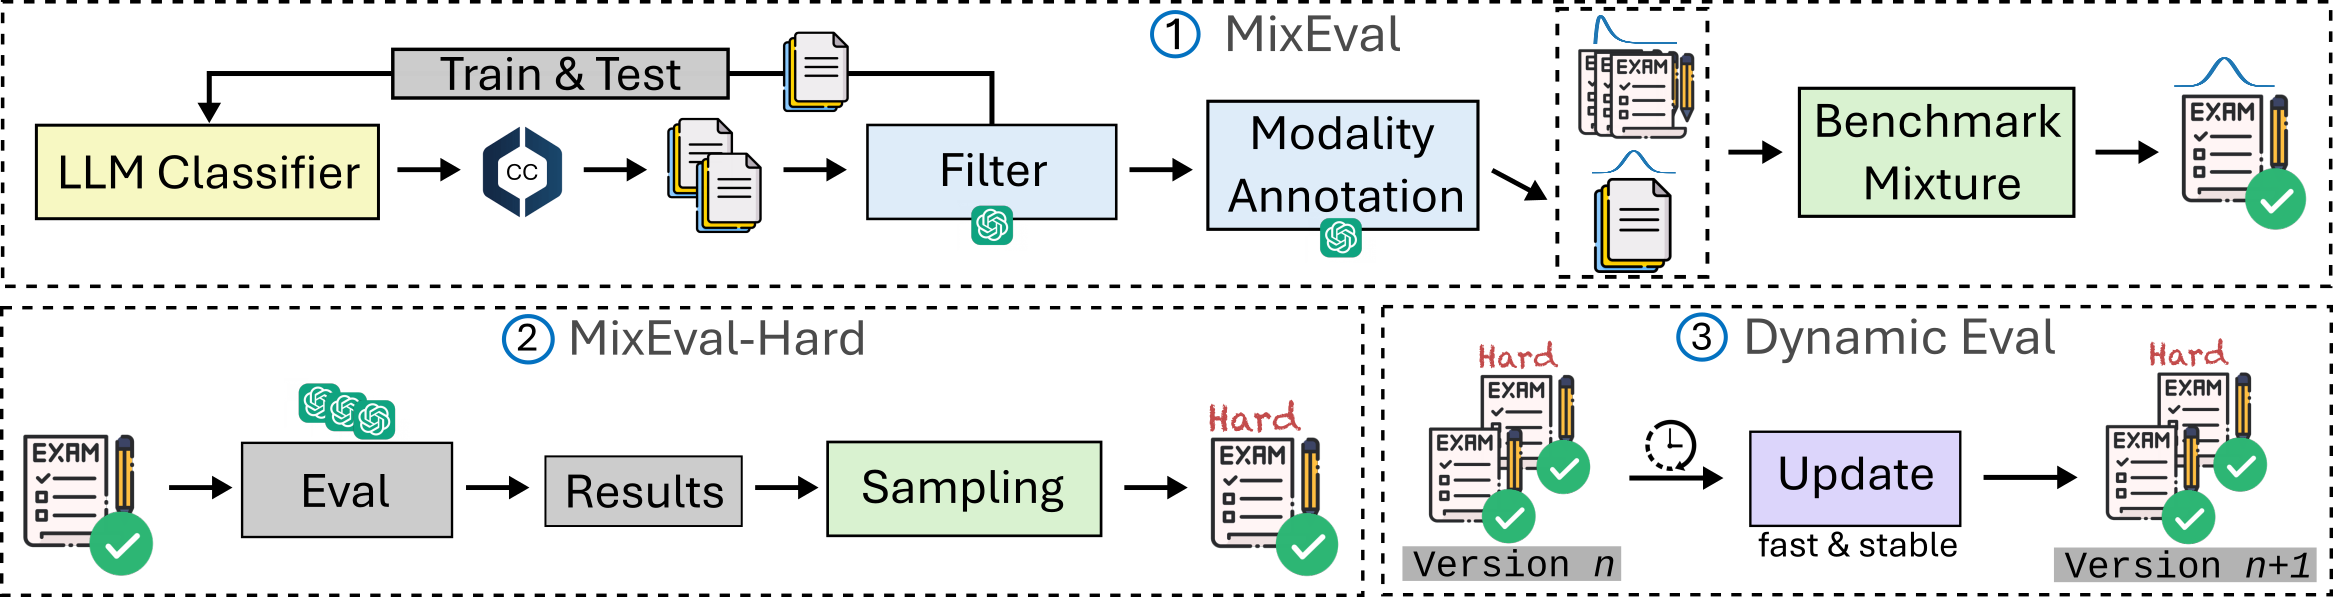 ① MixEval
Train & Test
LLM Classifier
CC
Filter
Modality
Annotation
E
E
EXAM
Benchmark
Mixture
EXAM
② MixEval-Hard
EXAM
Eval
Results
Sampling
Hard
EXAM
③ Dynamic Eval
Hard
EXAM
EXAM
Version n
Update
fast & stable
Hard
EXAM
EXAM
Version n+1